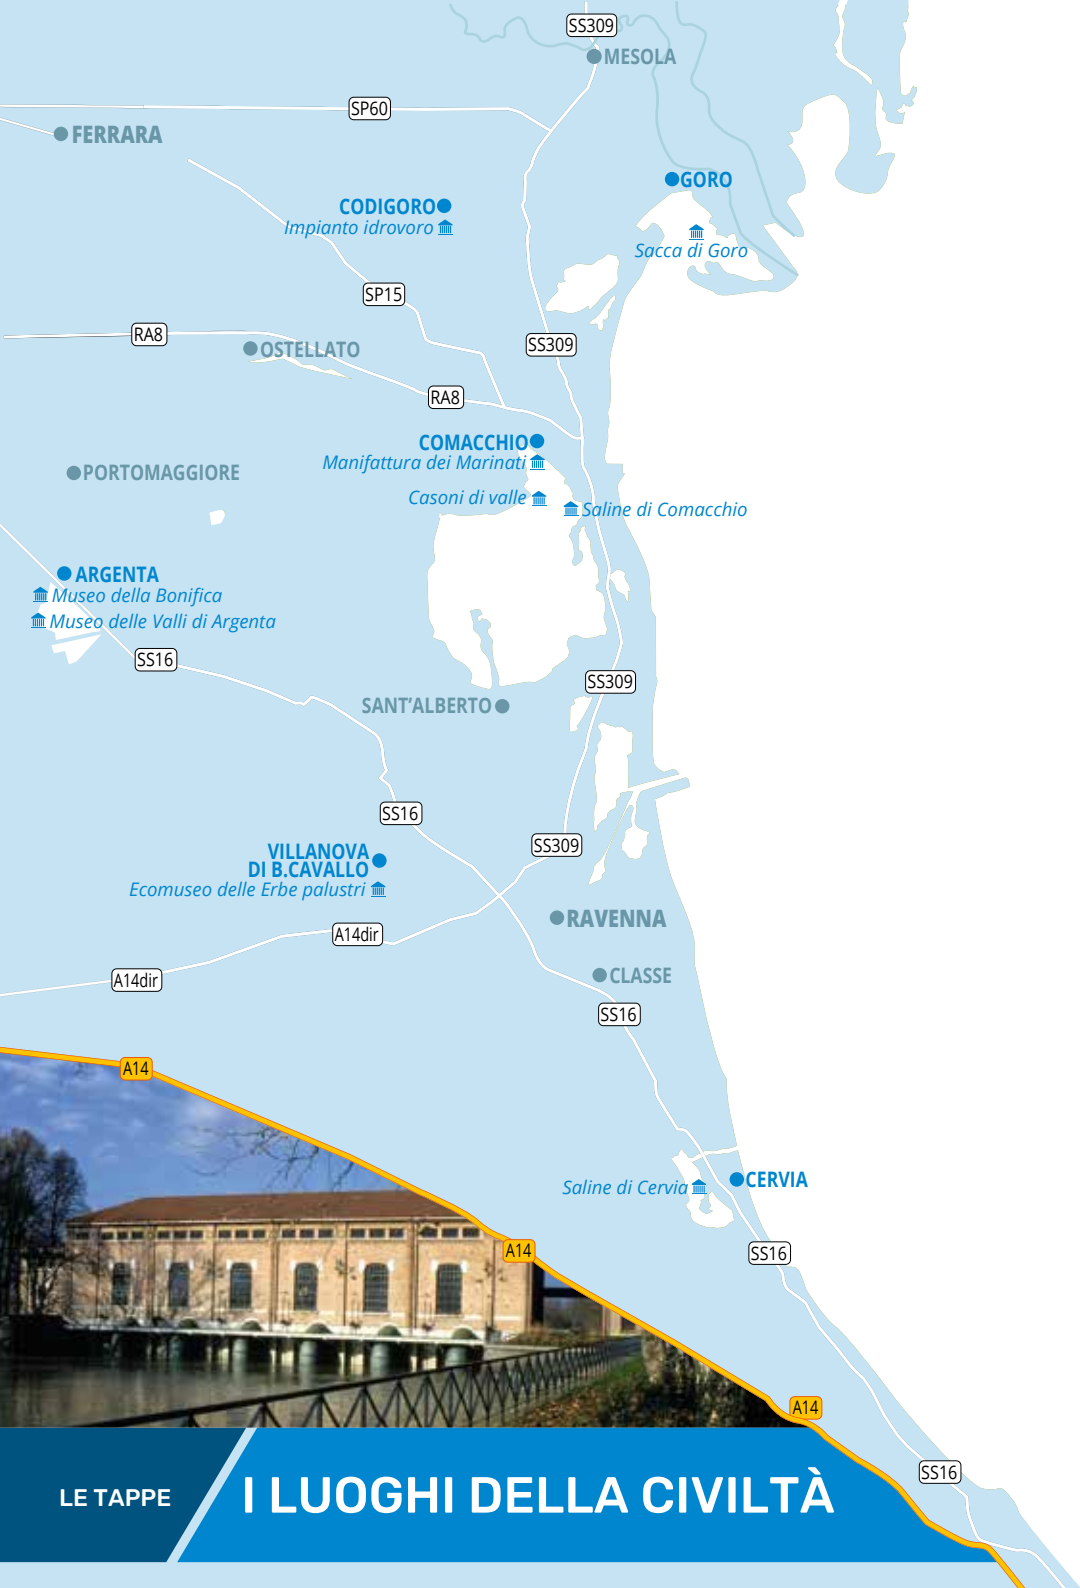 SS309
MESOLA
SP60
FERRARA
GORO
CODIGORO
Impianto idrovoro
Sacca di Goro
SP15
RA8
SS309
OSTELLATO
RA8
COMACCHIO
Manifattura dei Marinati
PORTOMAGGIORE
Casoni di valle
Saline di Comacchio
ARGENTA
Museo della Bonifica
Museo delle Valli di Argenta
SS16
SS309
SANT'ALBERTO
SS16
SS309
VILLANOVA
DI B.CAVALLO
Ecomuseo delle Erbe palustri
RAVENNA
A14dir
A14dir
CLASSE
SS16
A14
CERVIA
Saline di Cervia
A14
SS16
A14
SS16
LE TAPPE
I LUOGHI DELLA CIVILTÀ